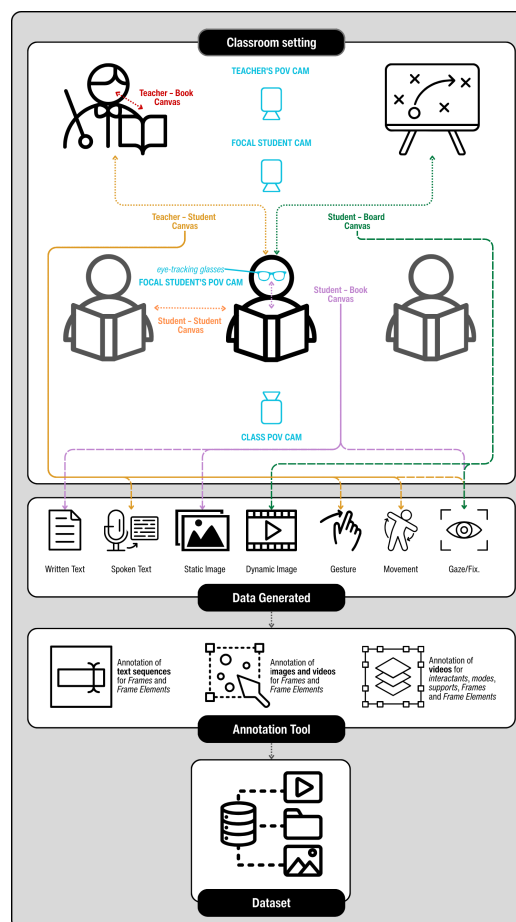 Classroom setting
TEACHER'S POV CAM
Teacher – Book
Canvas
FOCAL STUDENT CAM
Teacher – Student
Canvas
Student – Board
Canvas
eye-tracking glasses
FOCAL STUDENT'S POV CAM
Student – Book
Canvas
Student – Student
Canvas
CLASS POV CAM
Written Text
Spoken Text
Static Image
Dynamic Image
Gesture
Movement
Gaze/Fix.
Data Generated
Annotation of
text sequences
for Frames and
Frame Elements
Annotation of
images and videos
for Frames and
Frame Elements
Annotation of
videos for
interactants, modes,
supports, Frames
and Frame Elements
Annotation Tool
Dataset